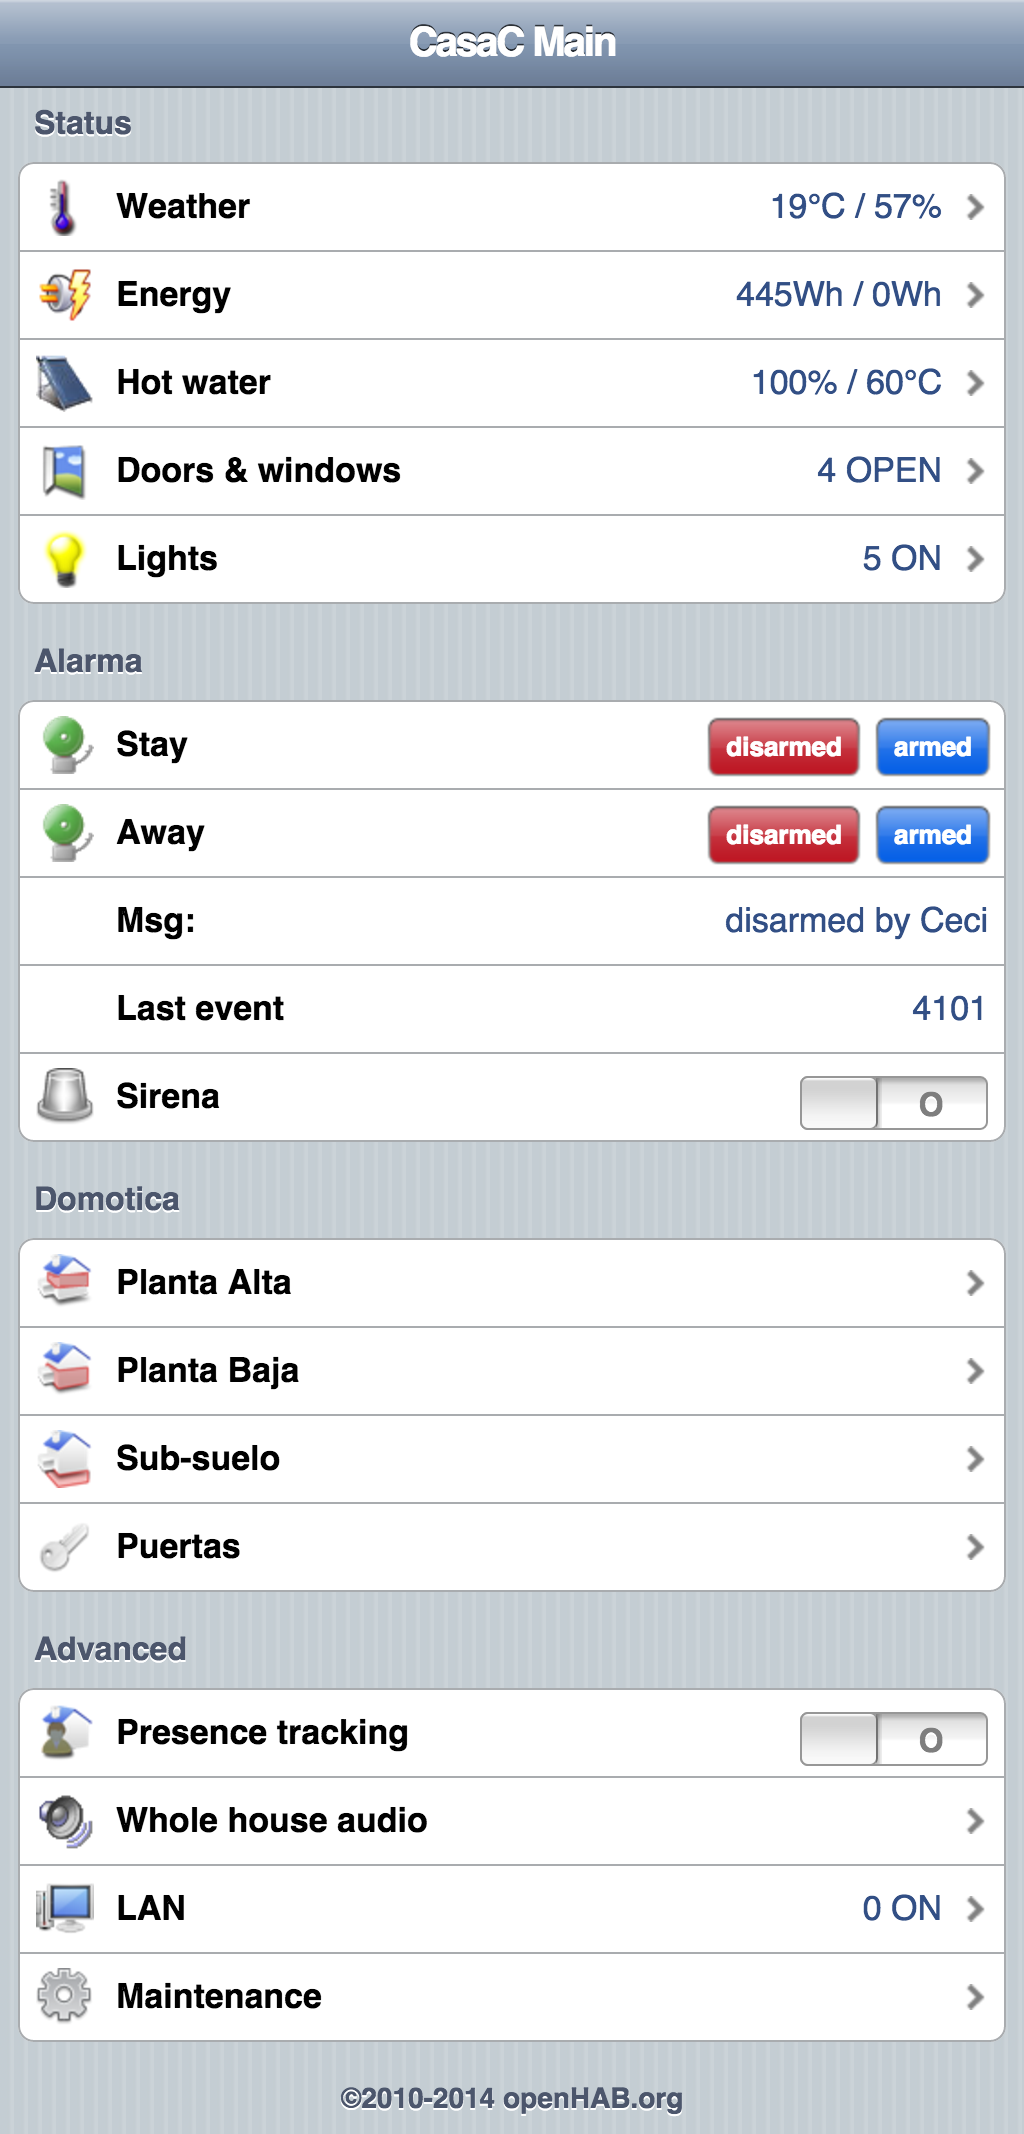 CasaC Main
Status
Weather 19°C / 57%
Energy 445Wh / 0Wh
Hot water 100% / 60°C
Doors & windows 4 OPEN
Lights 5 ON
Alarma
Stay disarmed armed
Away disarmed armed
Msg: disarmed by Ceci
Last event 4101
Sirena O
Domotica
Planta Alta
Planta Baja
Sub-suelo
Puertas
Advanced
Presence tracking O
Whole house audio
LAN 0 ON
Maintenance
©2010-2014 openHAB.org